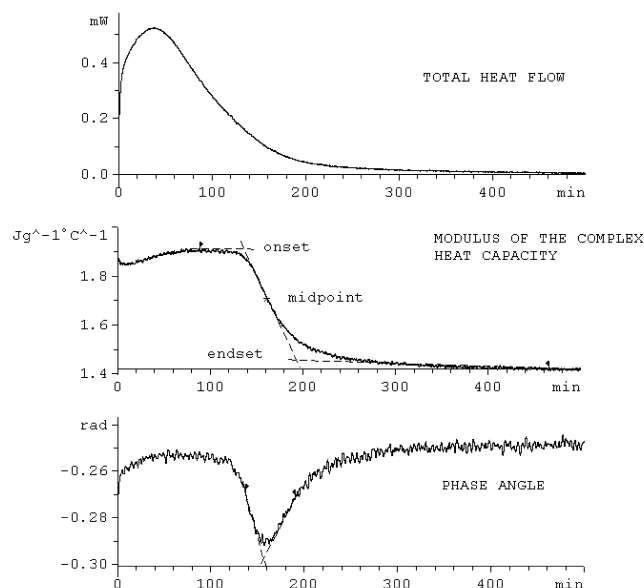 mW
0.4
0.2
0.0
TOTAL HEAT FLOW
0 100 200 300 400 min
Jg^-1°C^-1
1.8
1.6
1.4
onset
midpoint
endset
MODULUS OF THE COMPLEX
HEAT CAPACITY
0 100 200 300 400 min
rad
-0.26
-0.28
-0.30
PHASE ANGLE
0 100 200 300 400 min